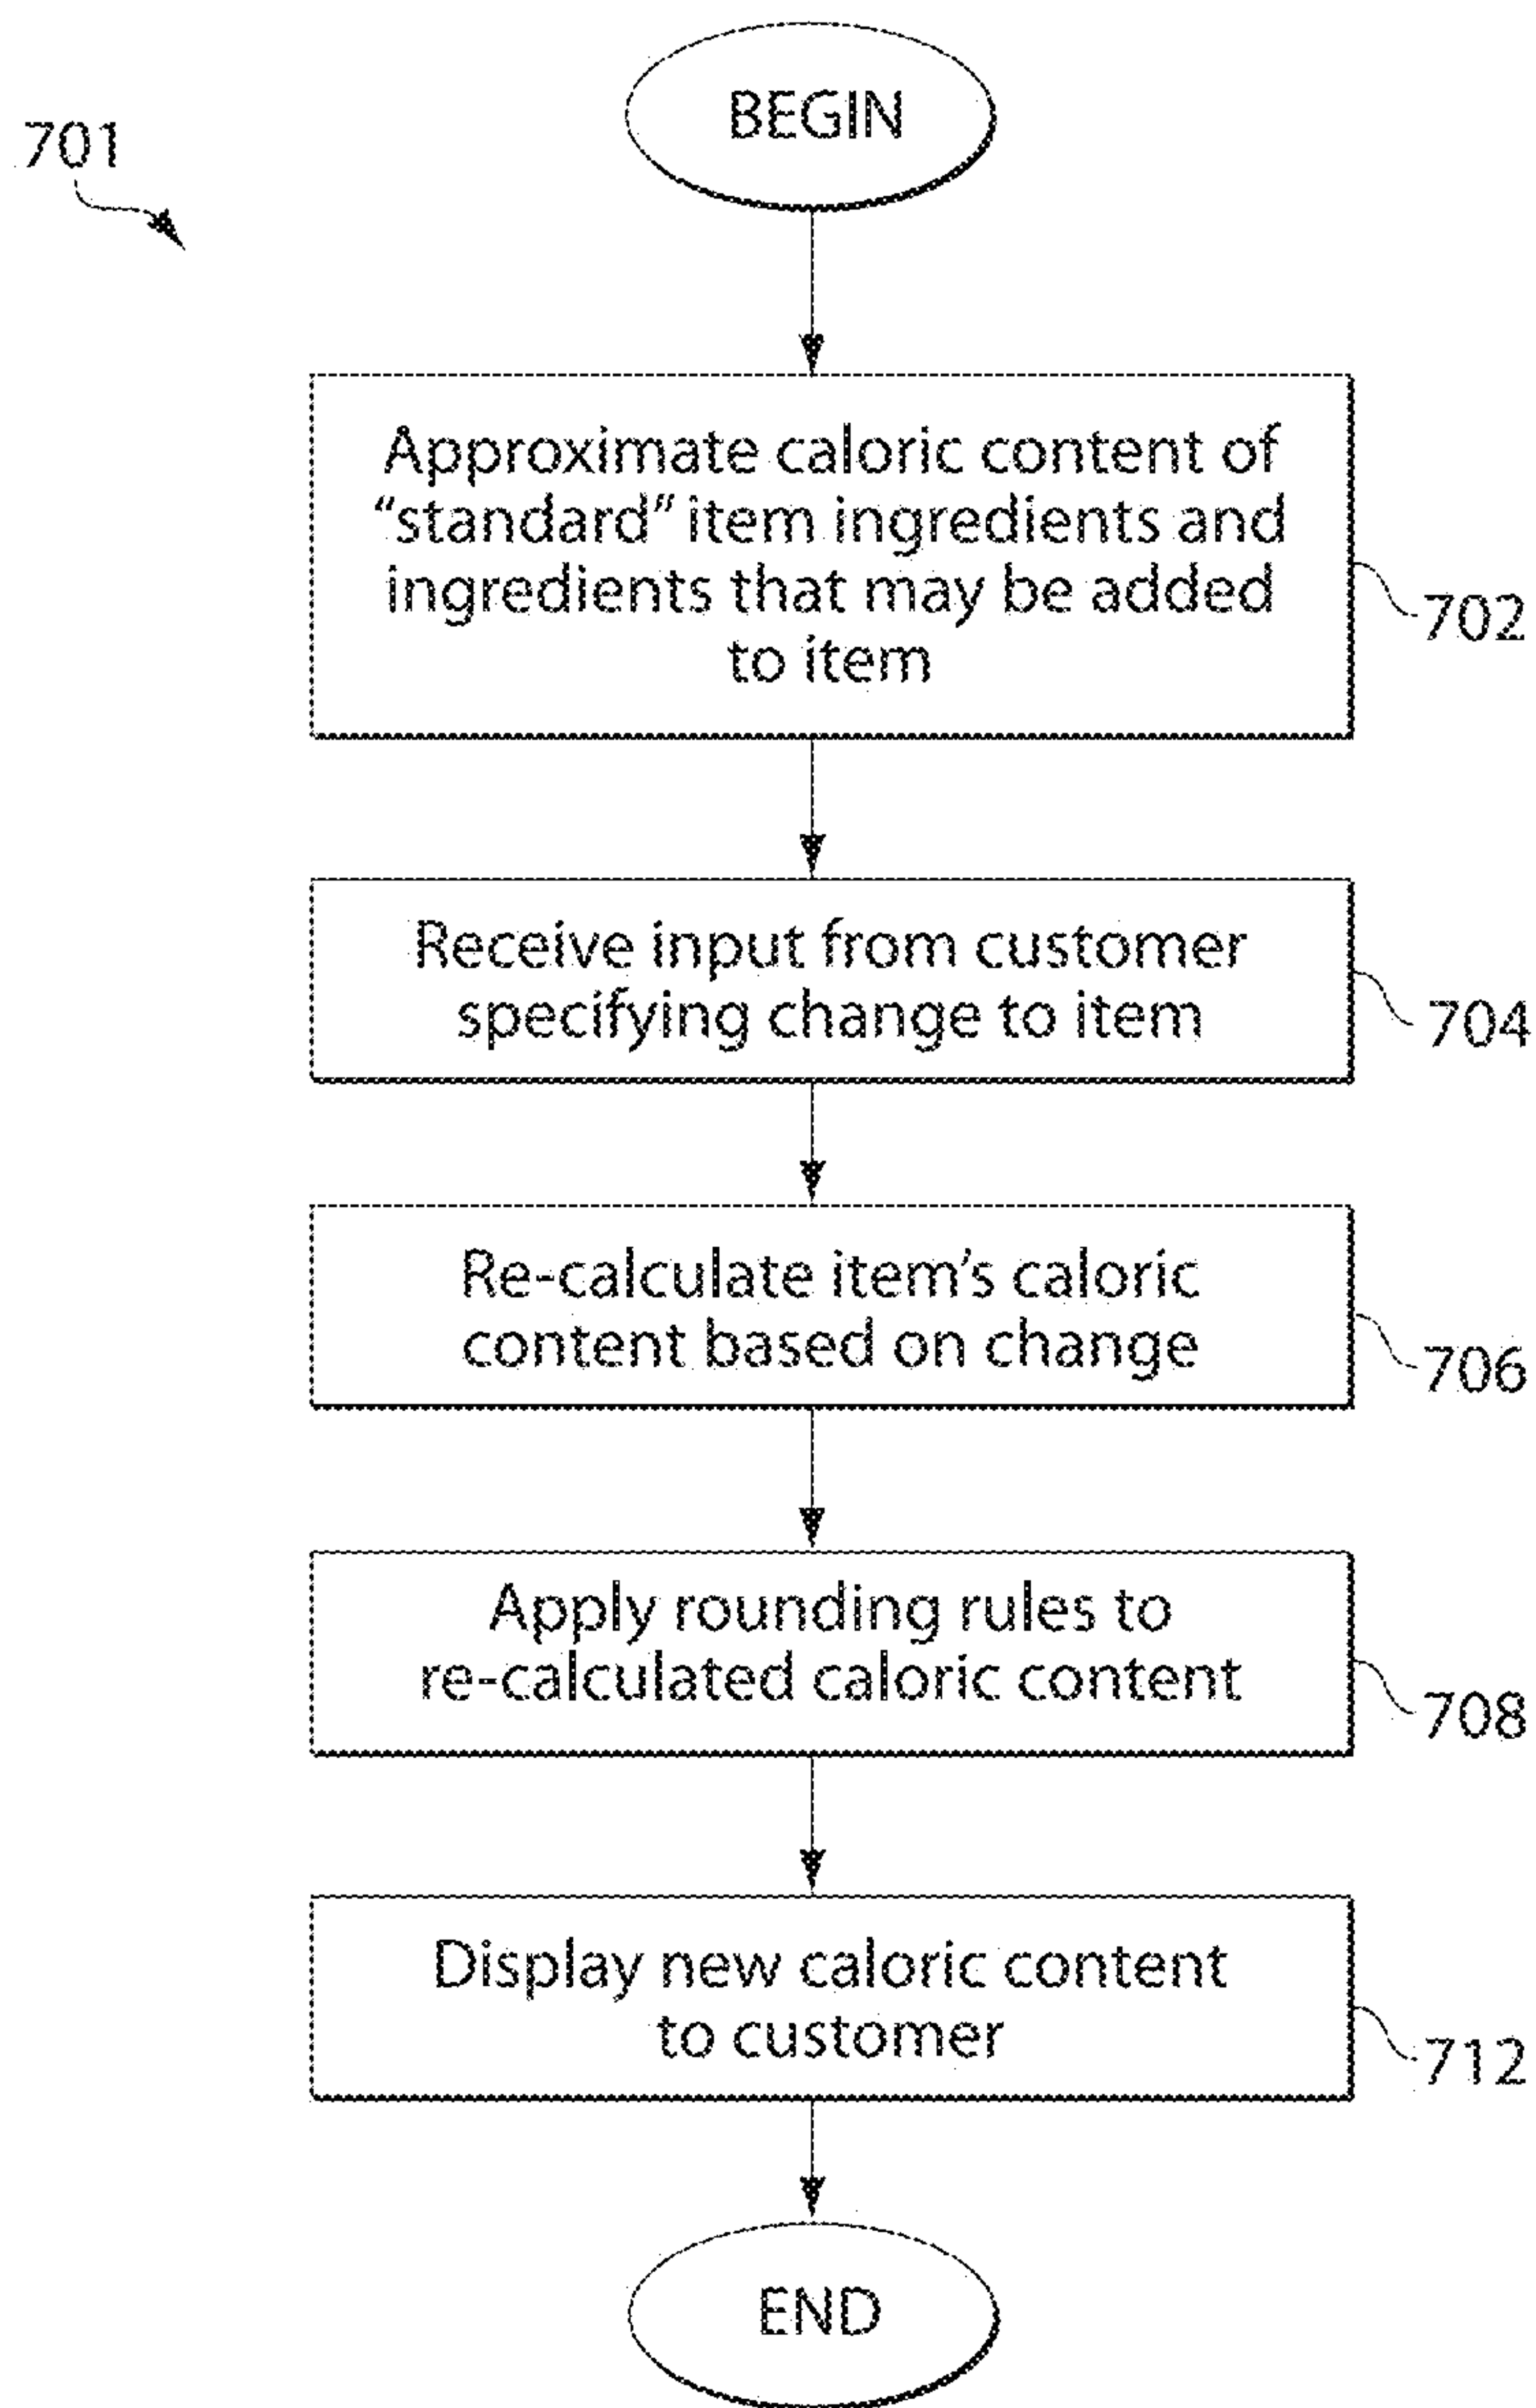 BEGIN
701
Approximate caloric content of
“standard” item ingredients and
ingredients that may be added
to item
702
Receive input from customer
specifying change to item
704
Re-calculate item’s caloric
content based on change
706
Apply rounding rules to
re-calculated caloric content
708
Display new caloric content
to customer
712
END